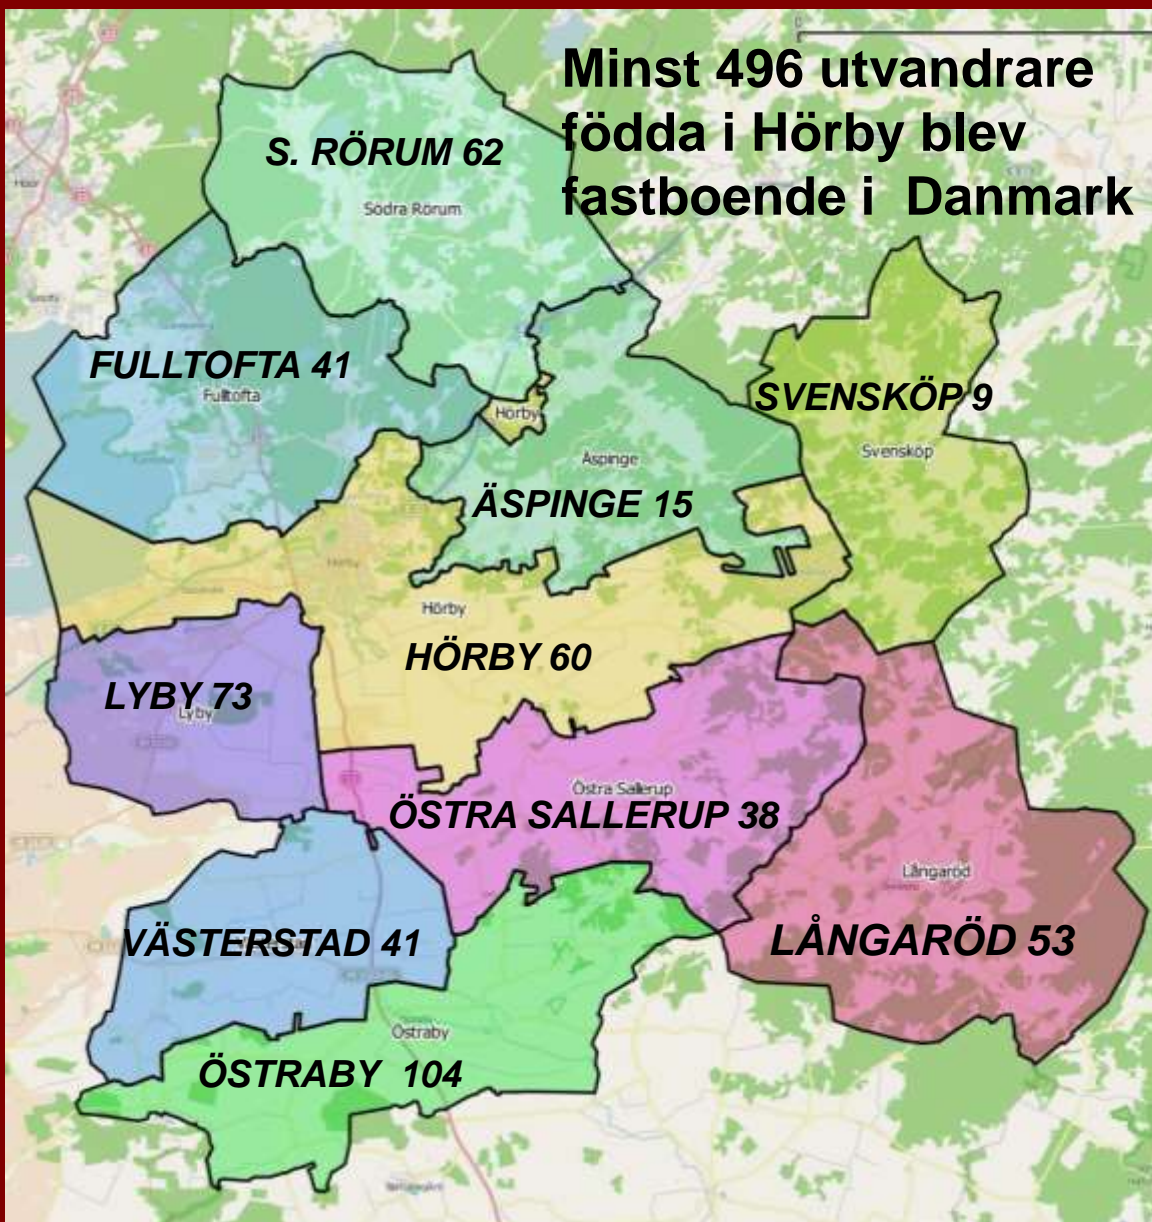 Minst 496 utvandrare
födda i Hörby blev
fastboende i Danmark
S. RÖRUM 62
Södra Rörum
FULLTOFTA 41
Fulltofta
SVENSKÖP 9
Svensköp
Hörby
Äspinge
ÄSPINGE 15
Hörby
HÖRBY 60
LYBY 73
Lyby
Östra Sallerup
ÖSTRA SALLERUP 38
Långaröd
LÅNGARÖD 53
VÄSTERSTAD 41
Östraby
ÖSTRABY 104